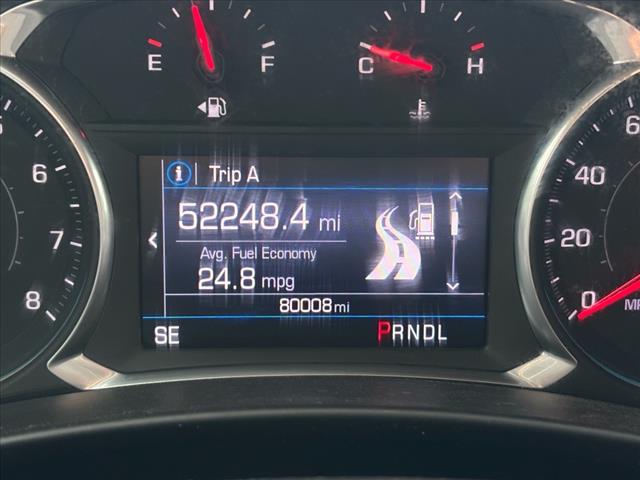 E F C H
Trip A
52248.4 mi
Avg. Fuel Economy
24.8 mpg
80008 mi
SE PRNDL
6
7
8
60
40
20
0